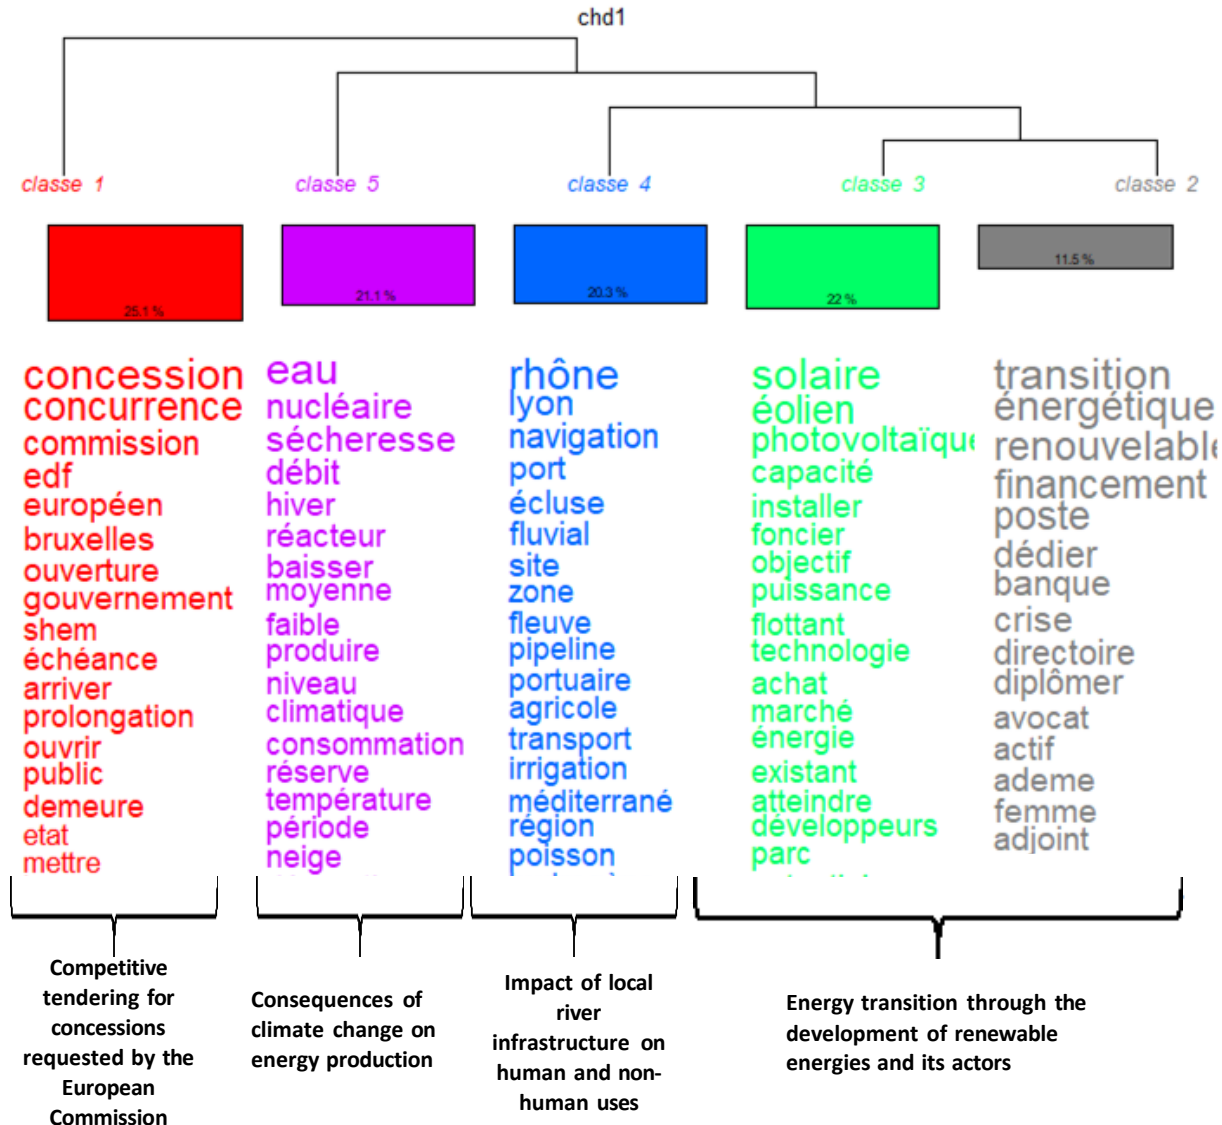 chd1
classe 1
classe 5
classe 4
classe 3
classe 2
25.1 %
21.1 %
20.3 %
22 %
11.5 %
concession
concurrence
commission
edf
européen
bruxelles
ouverture
gouvernement
shem
échéance
arriver
prolongation
ouvrir
public
demeure
etat
mettre
eau
nucléaire
sécheresse
débit
hiver
réacteur
baisser
moyenne
faible
produire
niveau
climatique
consommation
réserve
température
période
neige
rhône
lyon
navigation
port
écluse
fluvial
site
zone
fleuve
pipeline
portuaire
agricole
transport
irrigation
méditerrané
région
poisson
solaire
éolien
photovoltaïque
capacité
installer
foncier
objectif
puissance
flottant
technologie
achat
marché
énergie
existant
atteindre
développeurs
parc
transition
énergétique
renouvelable
financement
poste
dédier
banque
crise
directoire
diplômer
avocat
actif
ademe
femme
adjoint
Competitive
tendering for
concessions
requested by the
European
Commission
Consequences of
climate change on
energy production
Impact of local
river
infrastructure on
human and non-
human uses
Energy transition through the
development of renewable
energies and its actors